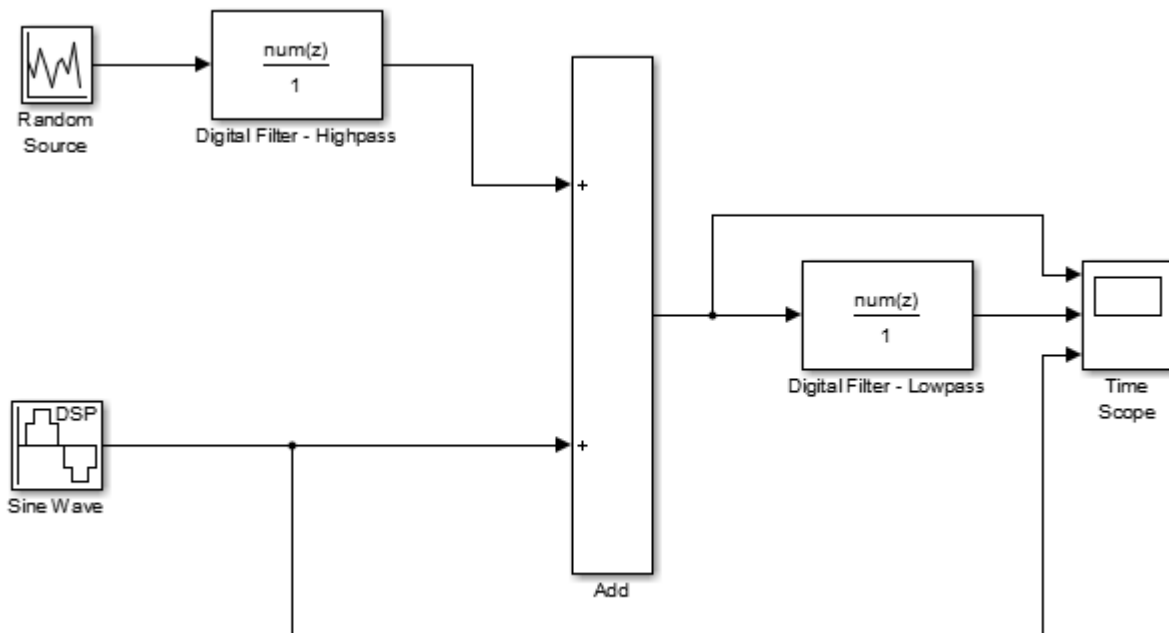 num(z)
1
Random
Source
Digital Filter - Highpass
+
num(z)
1
Digital Filter - Lowpass
Time
Scope
DSP
Sine Wave
+
Add